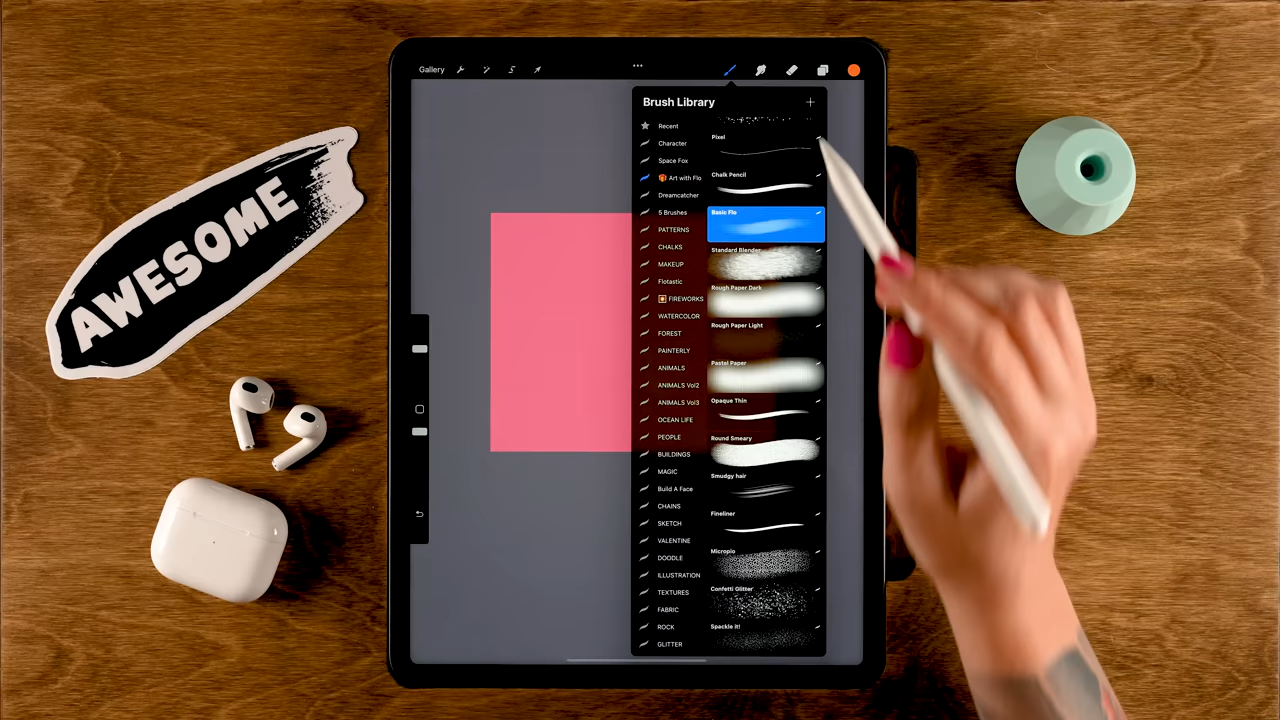 AWESOME
Gallery
Brush Library
Recent
Character
Space Fox
Art with Flo
Dreamcatcher
5 Brushes
PATTERNS
CHALKS
MAKEUP
Flotastic
FIREWORKS
WATERCOLOR
FOREST
PAINTERLY
ANIMALS
ANIMALS Vol2
ANIMALS Vol3
OCEAN LIFE
PEOPLE
BUILDINGS
MAGIC
Build A Face
CHAINS
SKETCH
VALENTINE
DOODLE
ILLUSTRATION
TEXTURES
FABRIC
ROCK
GLITTER
Pixel
Chalk Pencil
Basic Flo
Standard Blender
Rough Paper Dark
Rough Paper Light
Pastel Paper
Opaque Thin
Round Smeary
Smudgy hair
Fineliner
Micropio
Confetti Glitter
Spackle it!